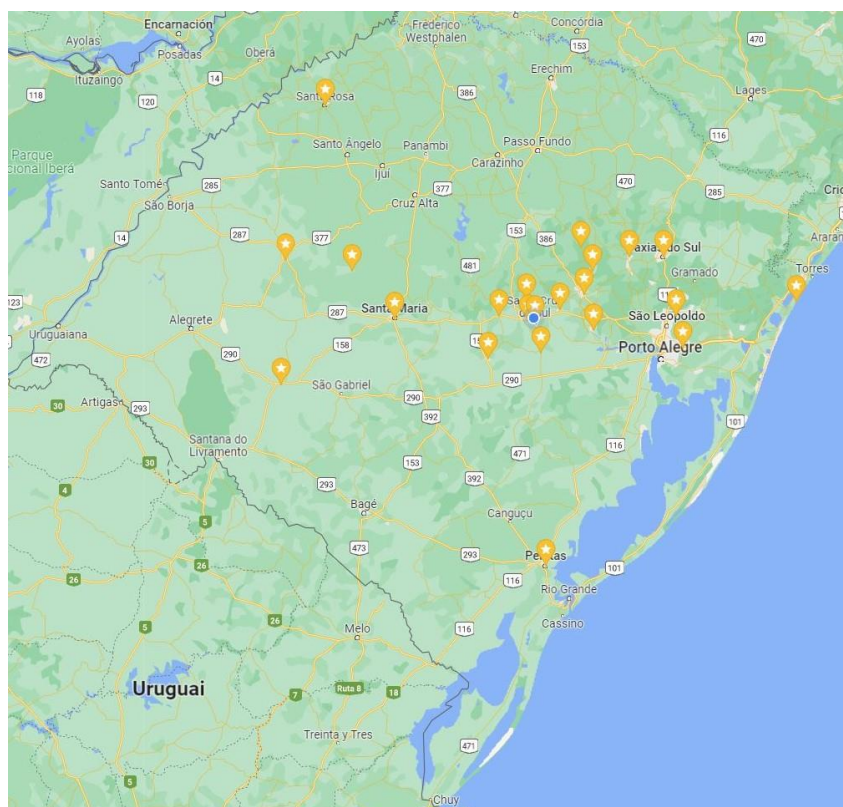 Encarnación
Posadas
Ayolas
Ituzaingo
Oberá
Frederico
Westphalen
Concórdia
153
470
14
Erechim
118
120
Santa Rosa
386
Lages
116
Parque
cional Iberá
Santo Ângelo
Panambi
Passo Fundo
Ijuí
Carazinho
Santo Tomé
285
377
470
285
São Borja
Cruz Alta
14
287
377
153
386
axias do Sul
Araran
481
Gramado
Torres
123
Santa Maria
287
São Leopoldo
Uruguaiana
Alegrete
158
Porto Alegre
472
290
São Gabriel
290
290
Artigas
30
293
392
101
Santana do
Livramento
116
30
153
471
4
293
392
5
Bagé
Canguçu
473
293
101
26
116
Rio Grande
26
Cassino
5
Melo
116
Uruguai
7
Ruta 8
18
Treinta y Tres
471
5
Chuy